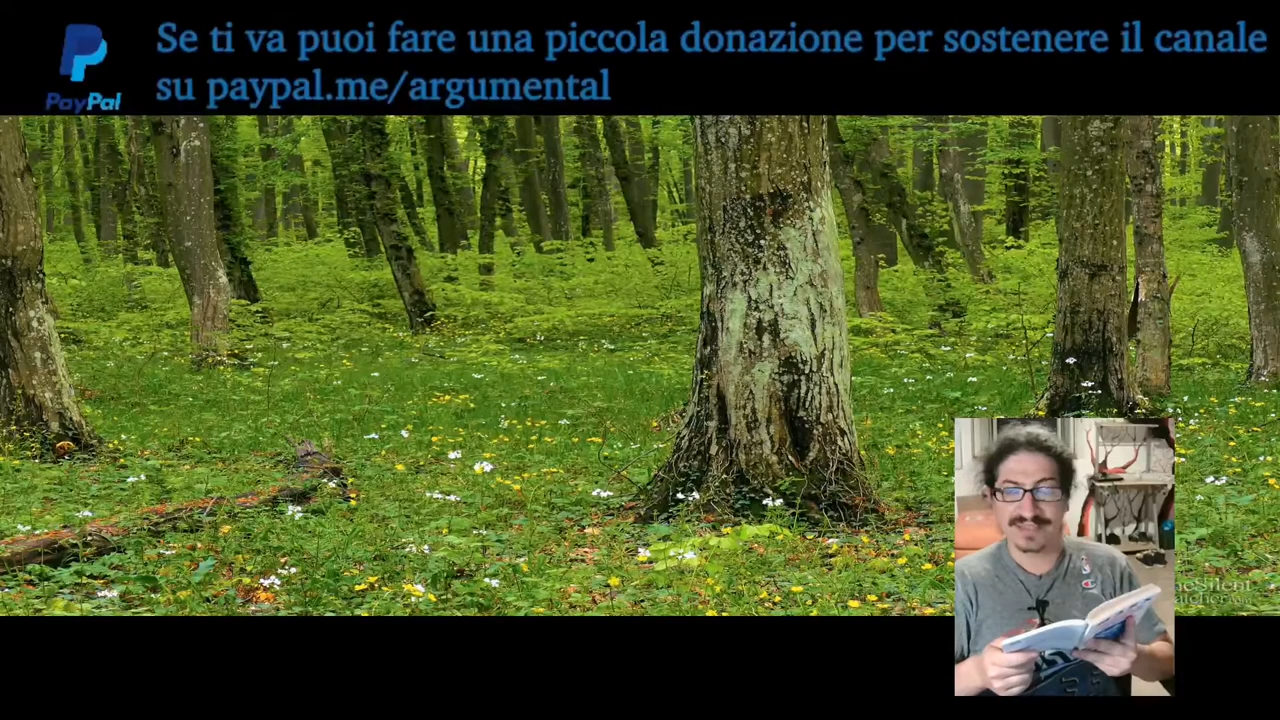 Se ti va puoi fare una piccola donazione per sostenere il canale
PayPal su paypal.me/argumental